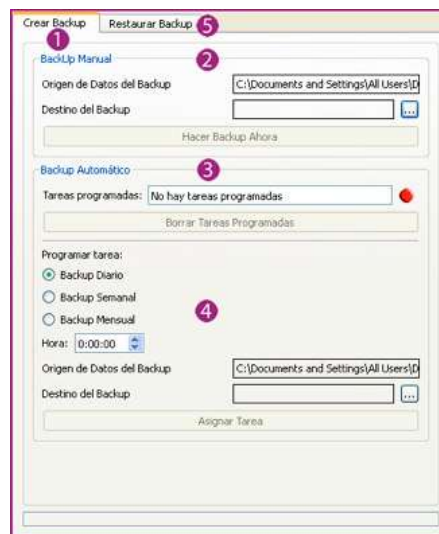 Crear Backup Restaurar Backup 5
1
BackUp Manual 2
Origen de Datos del Backup C:\Documents and Settings\All Users\D
Destino del Backup ...
Hacer Backup Ahora
Backup Automático 3
Tareas programadas: No hay tareas programadas
Borrar Tareas Programadas
Programar tarea:
Backup Diario
Backup Semanal
Backup Mensual 4
Hora: 0:00:00
Origen de Datos del Backup C:\Documents and Settings\All Users\D
Destino del Backup ...
Asignar Tarea